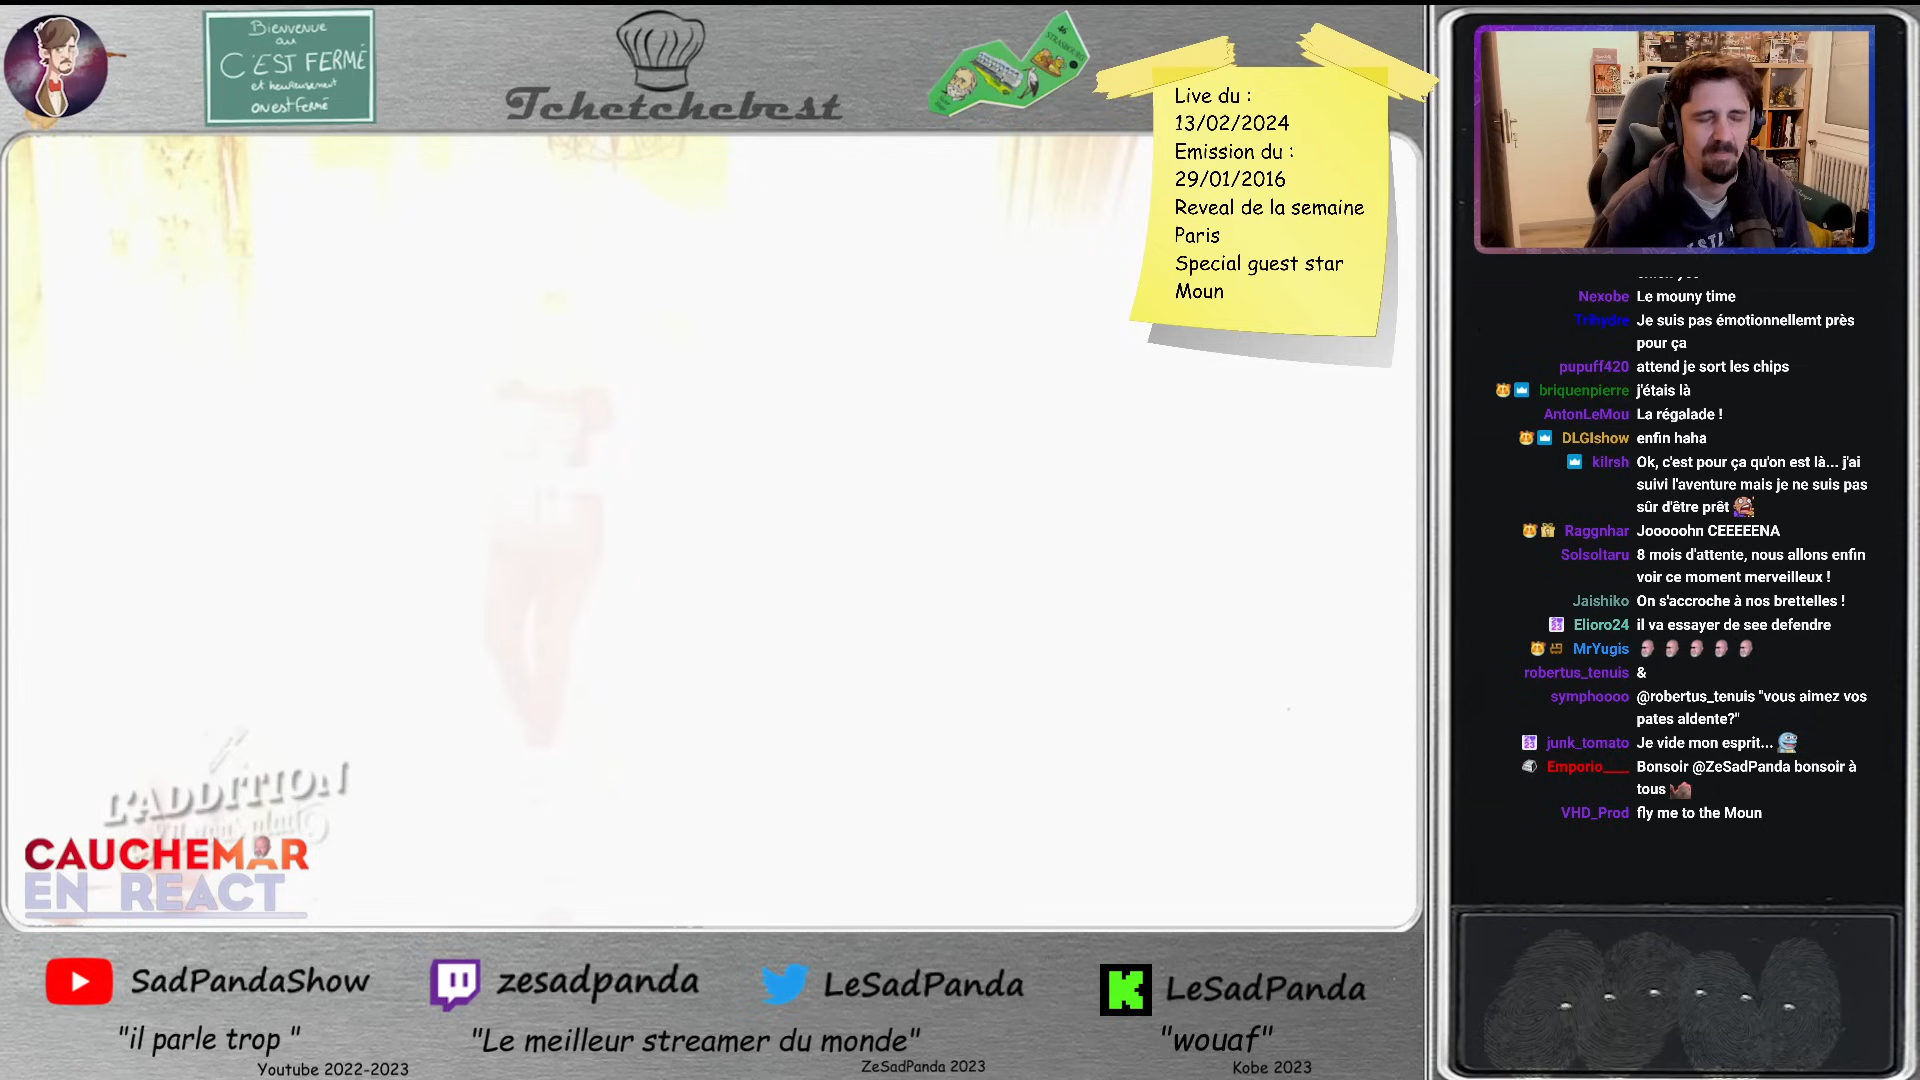 Bienvenue
au
C'EST FERMÉ
et heureusement
on est fermé
Tchetchebest
STRASBOURG
Live du :
13/02/2024
Emission du :
29/01/2016
Reveal de la semaine
Paris
Special guest star
Moun
Nexobe Le mouny time
Trihydre Je suis pas émotionnellemt près
pour ça
pupuff420 attend je sort les chips
briquenpierre j'étais là
AntonLeMou La régalade !
DLGIshow enfin haha
kilrsh Ok, c'est pour ça qu'on est là... j'ai
suivi l'aventure mais je ne suis pas
sûr d'être prêt
Raggnhar Jooooohn CEEEEENA
Solsoltaru 8 mois d'attente, nous allons enfin
voir ce moment merveilleux !
Jaishiko On s'accroche à nos brettelles !
Elioro24 il va essayer de see defendre
MrYugis
robertus_tenuis &
symphoooo @robertus_tenuis "vous aimez vos
pates aldente?"
junk_tomato Je vide mon esprit...
Emporio____ Bonsoir @ZeSadPanda bonsoir à
tous
VHD_Prod fly me to the Moun
L'ADDITION
s'il vous plaît
CAUCHEMAR
EN REACT
SadPandaShow
zesadpanda
LeSadPanda
LeSadPanda
"il parle trop "
Youtube 2022-2023
"Le meilleur streamer du monde"
ZeSadPanda 2023
"wouaf"
Kobe 2023